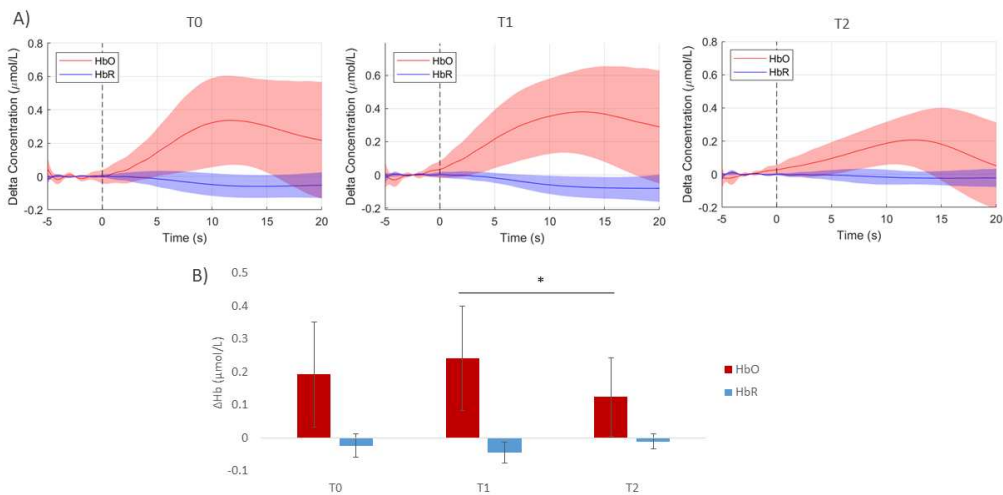 A)
T0
T1
T2
Delta Concentration (μmol/L)
0.8
0.6
0.4
0.2
0
-0.2
HbO
HbR
-5
0
5
10
15
20
Time (s)
Delta Concentration (μmol/L)
0.6
0.4
0.2
0
-0.2
HbO
HbR
-5
0
5
10
15
20
Time (s)
Delta Concentration (μmol/L)
0.8
0.6
0.4
0.2
0
-0.2
HbO
HbR
-5
0
5
10
15
20
Time (s)
B)
ΔHb (μmol/L)
0.5
0.4
0.3
0.2
0.1
0
-0.1
*
T0
T1
T2
HbO
HbR